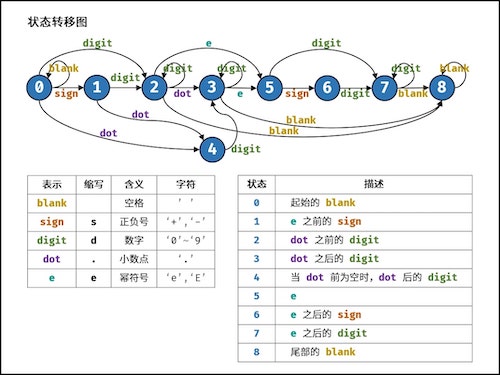 状态转移图
digit
e
digit
blank
digit
digit
digit
blank
0
sign
1
digit
2
dot
3
e
5
sign
6
digit
7
blank
8
dot
dot
4
digit
blank
blank
表示 缩写 含义 字符
blank 空格 ' '
sign s 正负号 '+','-'
digit d 数字 '0'~'9'
dot . 小数点 '.'
e e 幂符号 'e','E'
状态 描述
0 起始的 blank
1 e 之前的 sign
2 dot 之前的 digit
3 dot 之后的 digit
4 当 dot 前为空时，dot 后的 digit
5 e
6 e 之后的 sign
7 e 之后的 digit
8 尾部的 blank